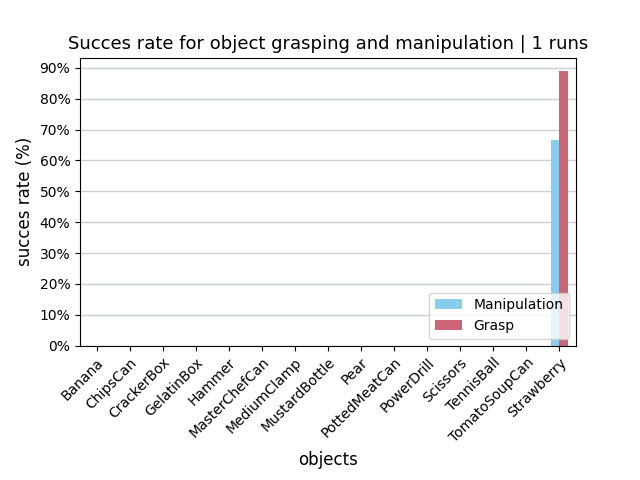 Succes rate for object grasping and manipulation | 1 runs
90%
80%
70%
60%
50%
40%
30%
20%
10%
0%
succes rate (%)
Manipulation
Grasp
Banana
ChipsCan
CrackerBox
GelatinBox
Hammer
MasterChefCan
MediumClamp
MustardBottle
Pear
PottedMeatCan
PowerDrill
Scissors
TennisBall
TomatoSoupCan
Strawberry
objects